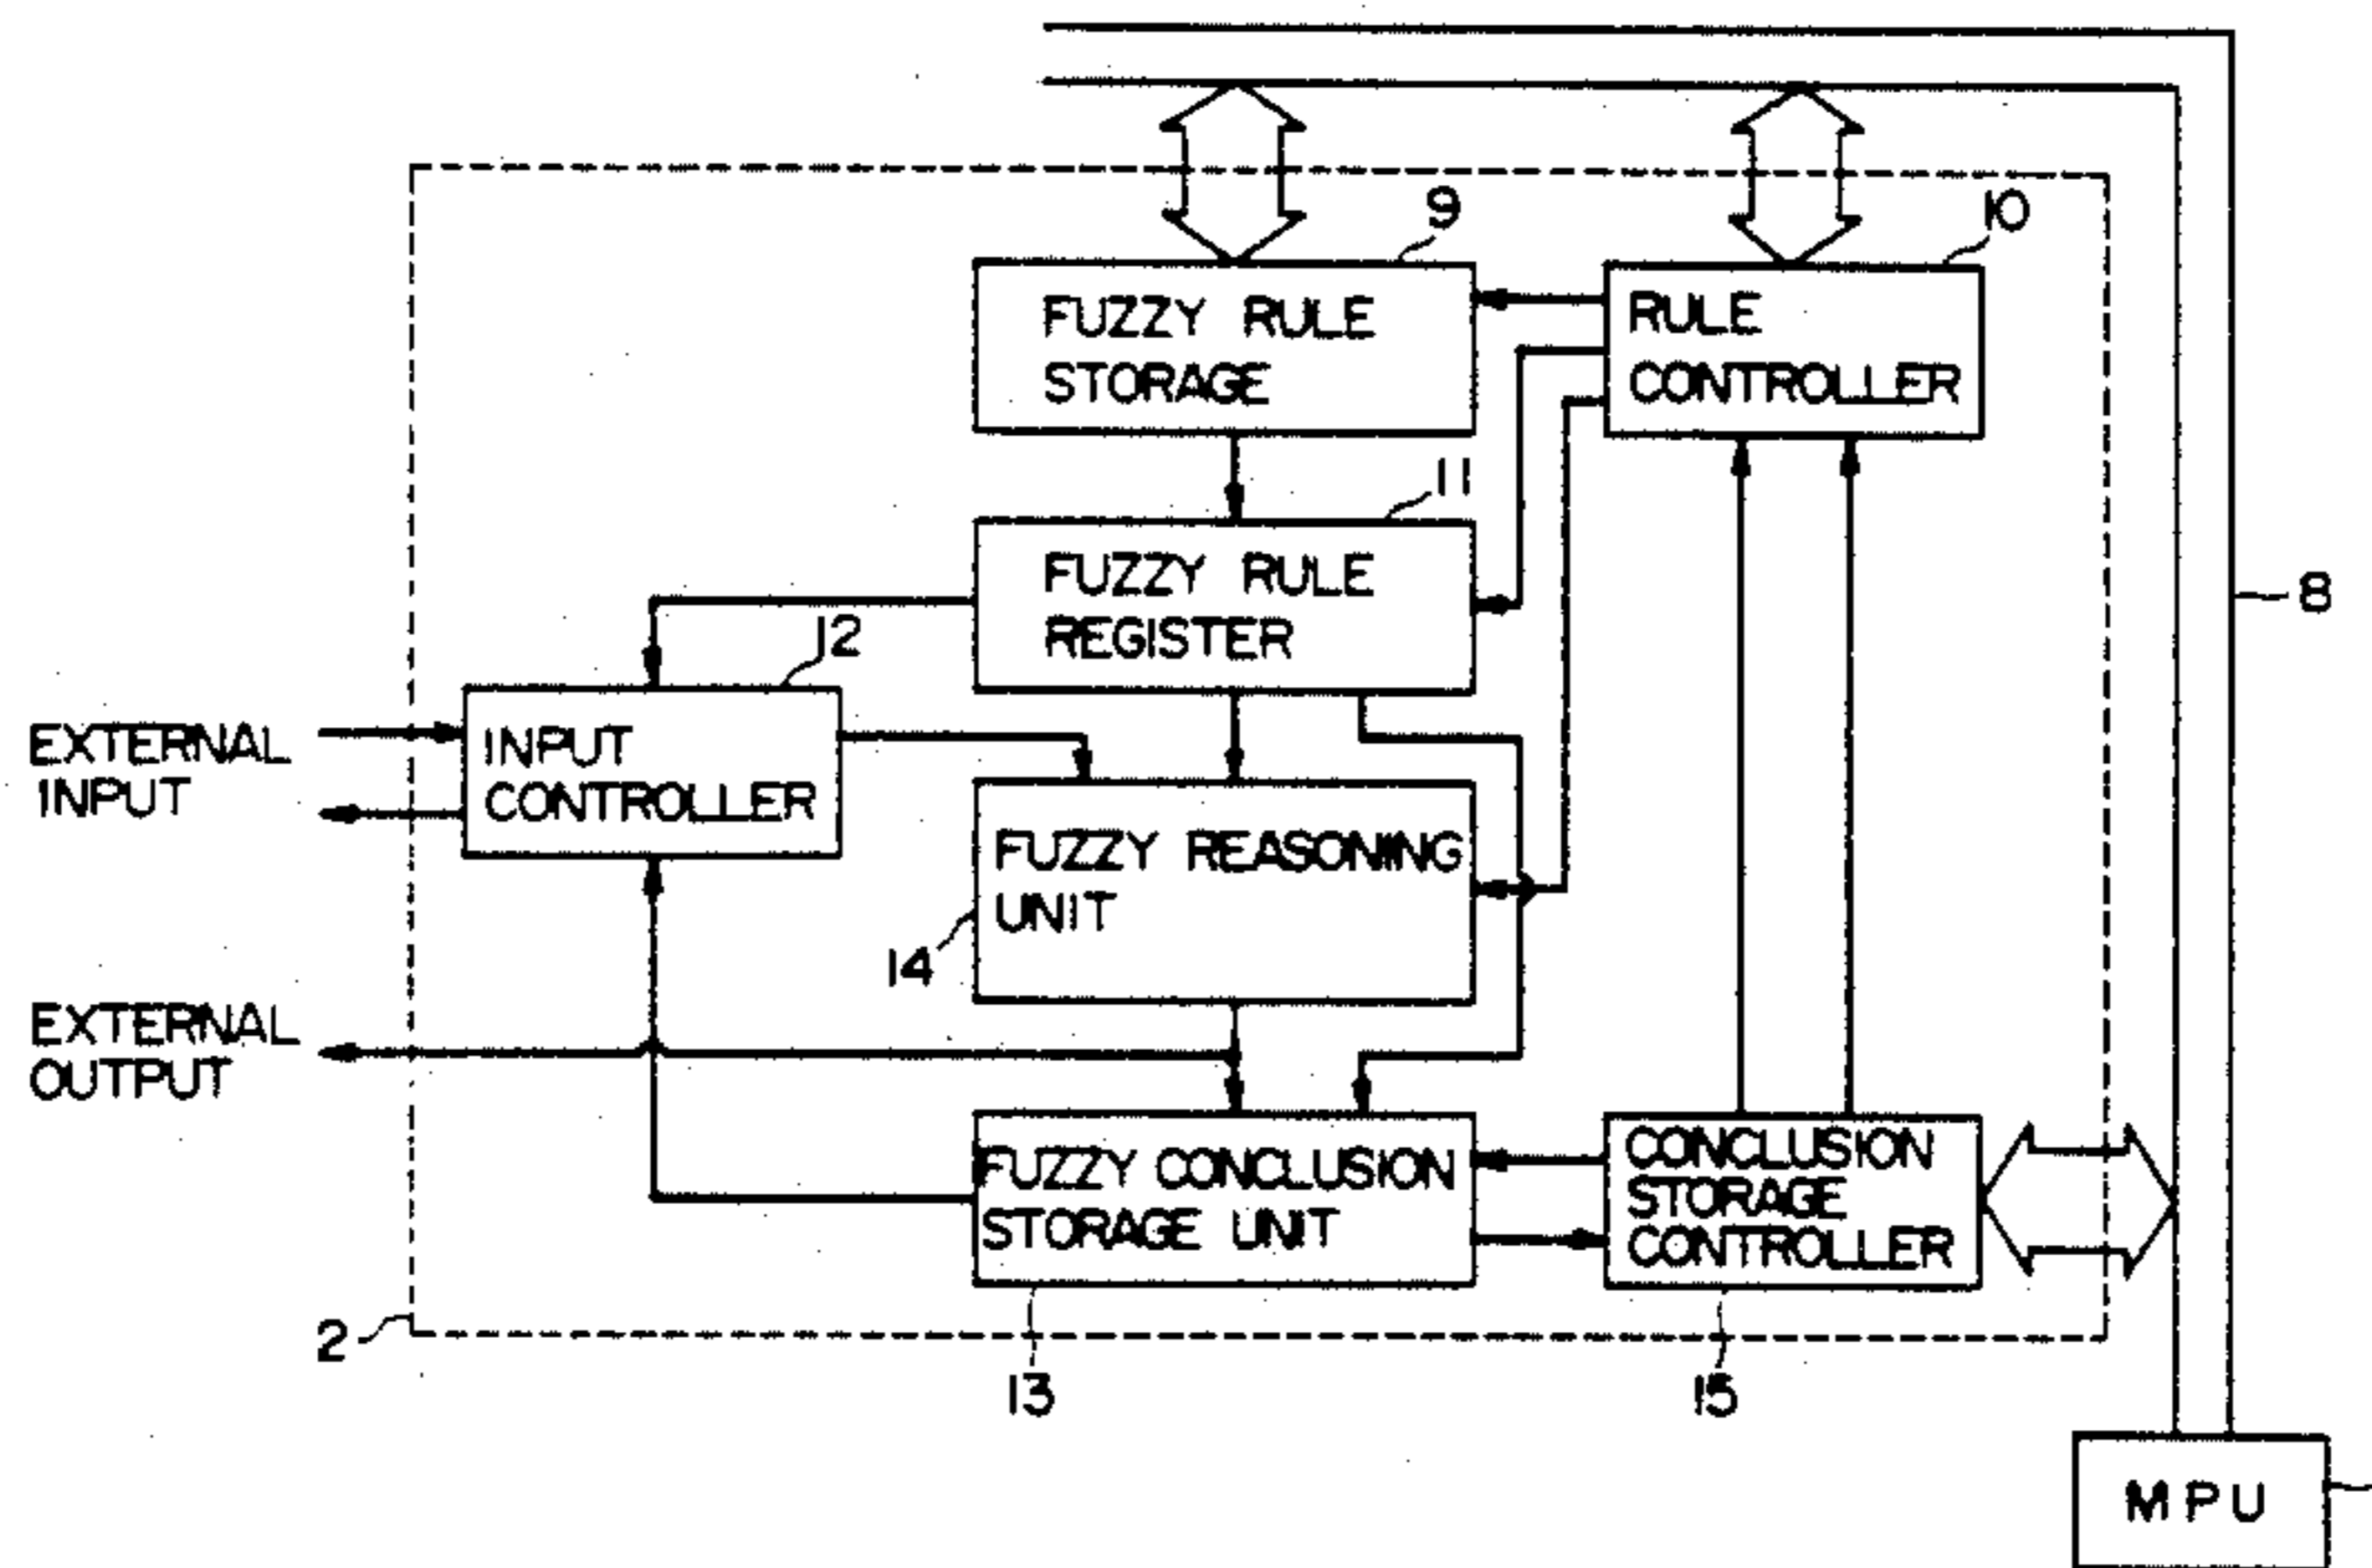 9
10
FUZZY RULE
STORAGE
RULE
CONTROLLER
11
FUZZY RULE
REGISTER
8
12
EXTERNAL
INPUT
INPUT
CONTROLLER
FUZZY REASONING
UNIT
14
EXTERNAL
OUTPUT
FUZZY CONCLUSION
STORAGE UNIT
CONCLUSION
STORAGE
CONTROLLER
2
13
15
MPU